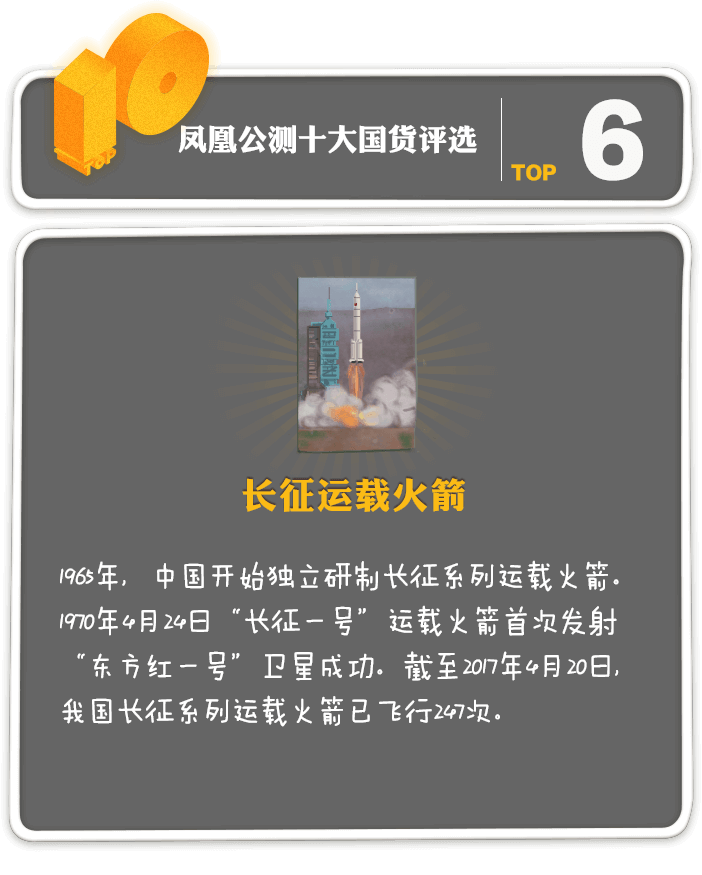 凤凰公测十大国货评选
TOP 6
TOP
长征运载火箭
1965年，中国开始独立研制长征系列运载火箭。
1970年4月24日“长征一号”运载火箭首次发射
“东方红一号”卫星成功。截至2017年4月20日，
我国长征系列运载火箭已飞行247次。